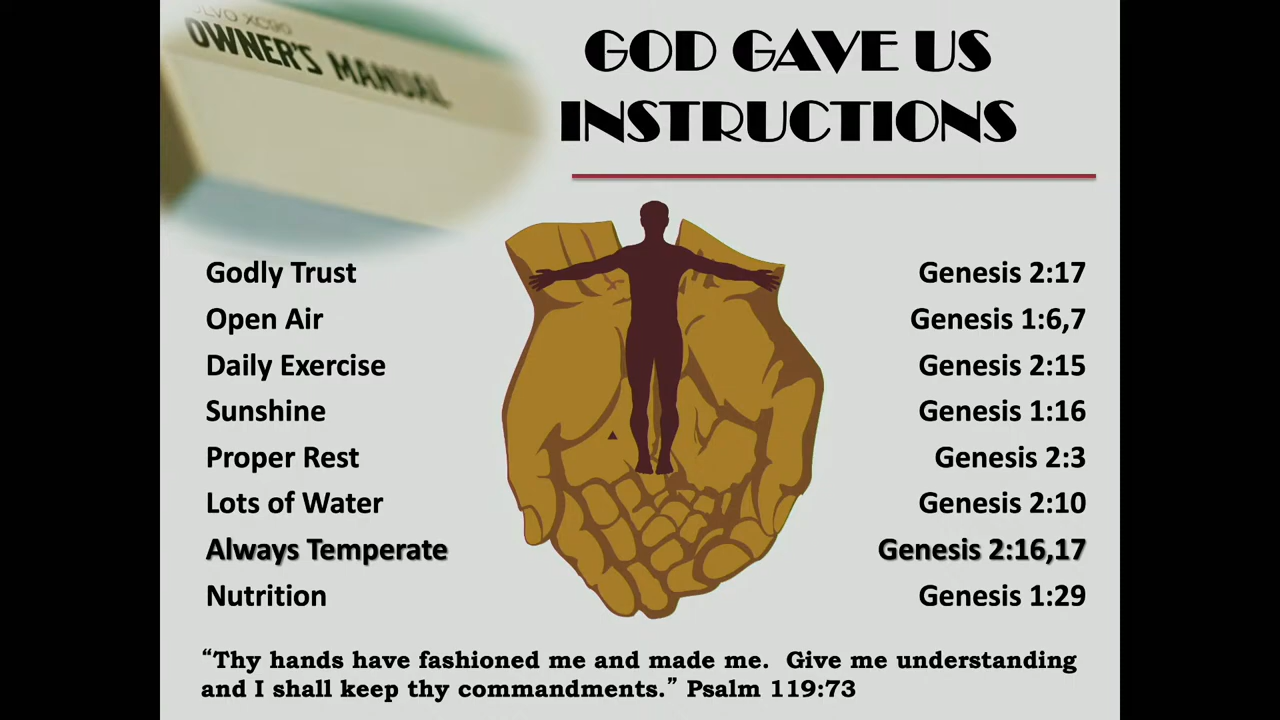 VOLVO XC90
OWNER'S MANUAL
GOD GAVE US
INSTRUCTIONS
Godly Trust Genesis 2:17
Open Air Genesis 1:6,7
Daily Exercise Genesis 2:15
Sunshine Genesis 1:16
Proper Rest Genesis 2:3
Lots of Water Genesis 2:10
Always Temperate Genesis 2:16,17
Nutrition Genesis 1:29
“Thy hands have fashioned me and made me.  Give me understanding
and I shall keep thy commandments.” Psalm 119:73